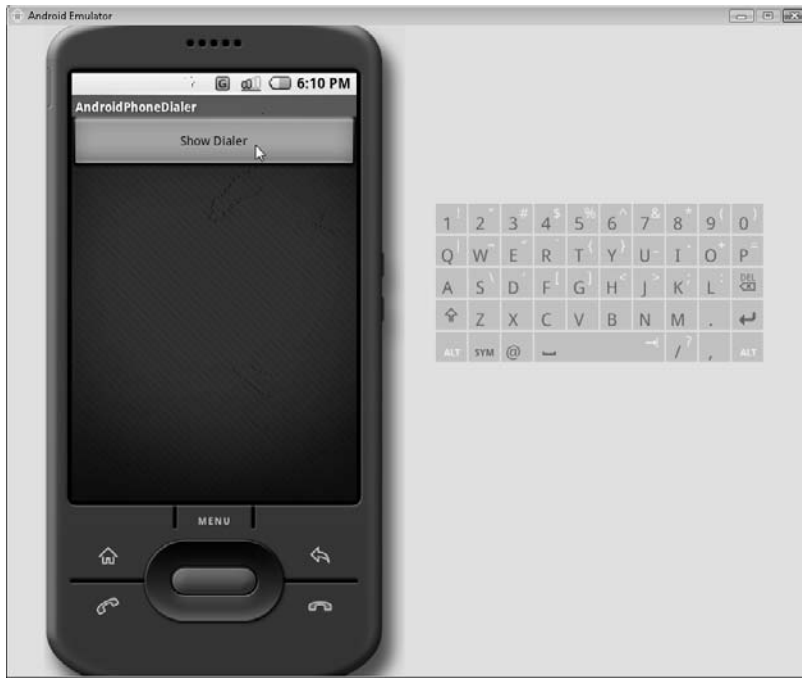 Android Emulator
G 6:10 PM
AndroidPhoneDialer
Show Dialer
MENU
1 ! 2 3 # 4 $ 5 % 6 ^ 7 & 8 * 9 ( 0 )
Q W E R T { Y } U - I O + P =
A S \ D F [ G ] H < J > K ; L : DEL
Z X C V B N M .
ALT SYM @ / ? , ALT